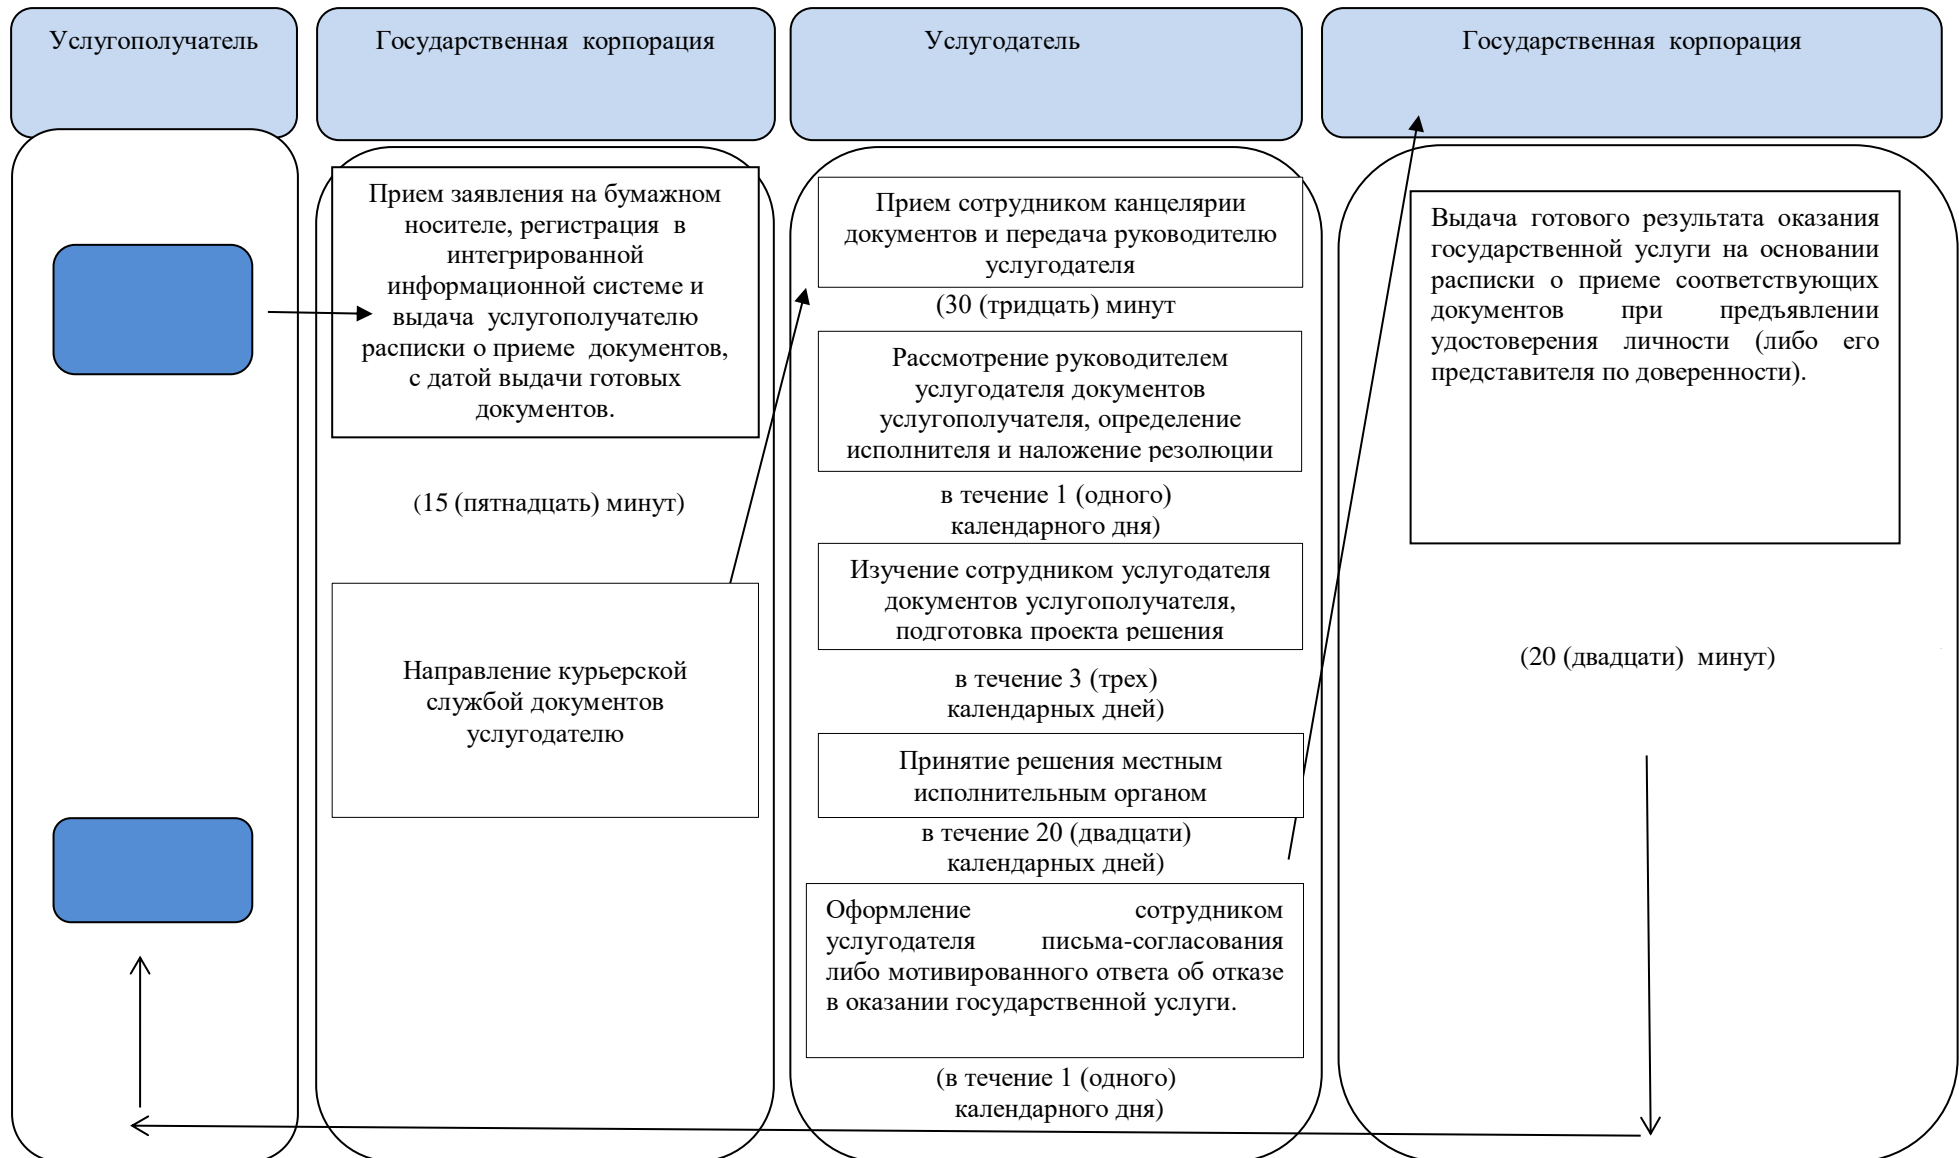 Услугополучатель
Государственная корпорация
Услугодатель
Государственная корпорация
Прием заявления на бумажном
носителе, регистрация в
интегрированной
информационной системе и
выдача услугополучателю
расписки о приеме документов,
с датой выдачи готовых
документов.
(15 (пятнадцать) минут)
Направление курьерской
службой документов
услугодателю
Прием сотрудником канцелярии
документов и передача руководителю
услугодателя
(30 (тридцать) минут
Рассмотрение руководителем
услугодателя документов
услугополучателя, определение
исполнителя и наложение резолюции
в течение 1 (одного)
календарного дня)
Изучение сотрудником услугодателя
документов услугополучателя,
подготовка проекта решения
в течение 3 (трех)
календарных дней)
Принятие решения местным
исполнительным органом
в течение 20 (двадцати)
календарных дней)
Оформление сотрудником
услугодателя письма-согласования
либо мотивированного ответа об отказе
в оказании государственной услуги.
(в течение 1 (одного)
календарного дня)
Выдача готового результата оказания
государственной услуги на основании
расписки о приеме соответствующих
документов при предъявлении
удостоверения личности (либо его
представителя по доверенности).
(20 (двадцати) минут)